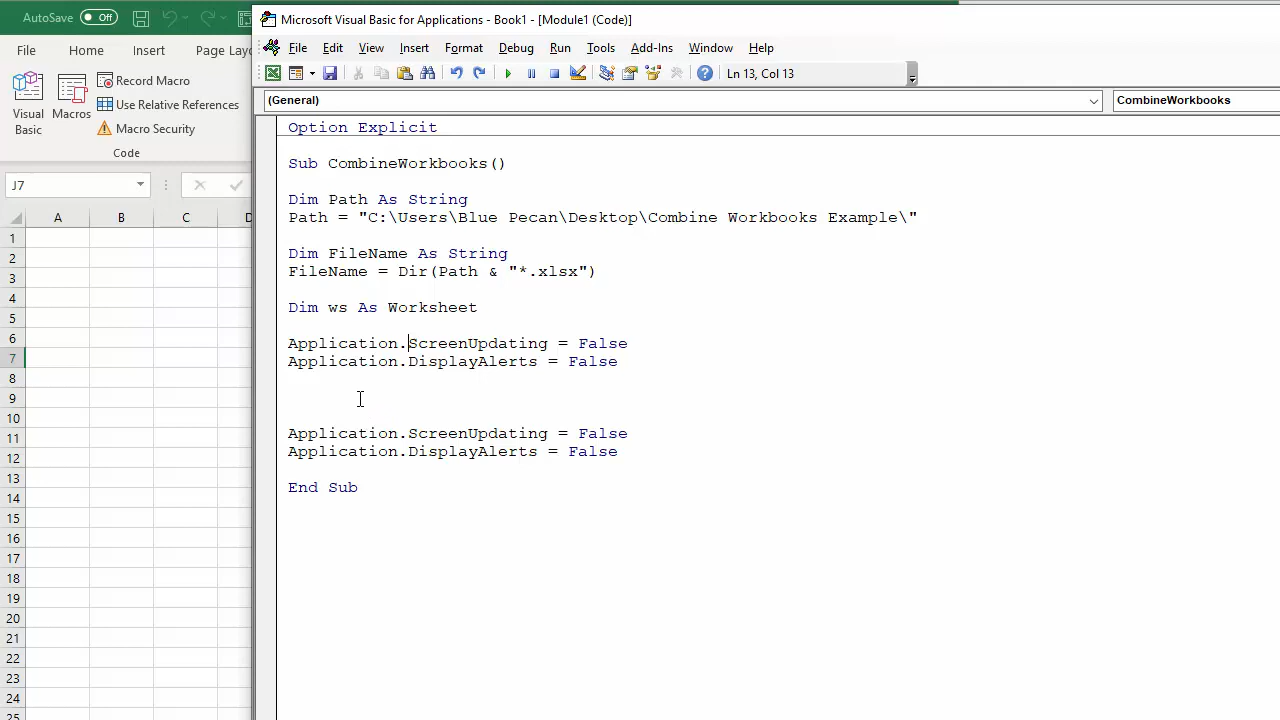 AutoSave Off
Microsoft Visual Basic for Applications - Book1 - [Module1 (Code)]
File Home Insert Page Layo
File Edit View Insert Format Debug Run Tools Add-Ins Window Help
Ln 13, Col 13
Record Macro
Use Relative References
Macro Security
Visual Basic
Macros
Code
(General)
CombineWorkbooks
J7
A B C D
1
2
3
4
5
6
7
8
9
10
11
12
13
14
15
16
17
18
19
20
21
22
23
24
25
Option Explicit
Sub CombineWorkbooks()
Dim Path As String
Path = "C:\Users\Blue Pecan\Desktop\Combine Workbooks Example\"
Dim FileName As String
FileName = Dir(Path & "*.xlsx")
Dim ws As Worksheet
Application.ScreenUpdating = False
Application.DisplayAlerts = False
Application.ScreenUpdating = False
Application.DisplayAlerts = False
End Sub